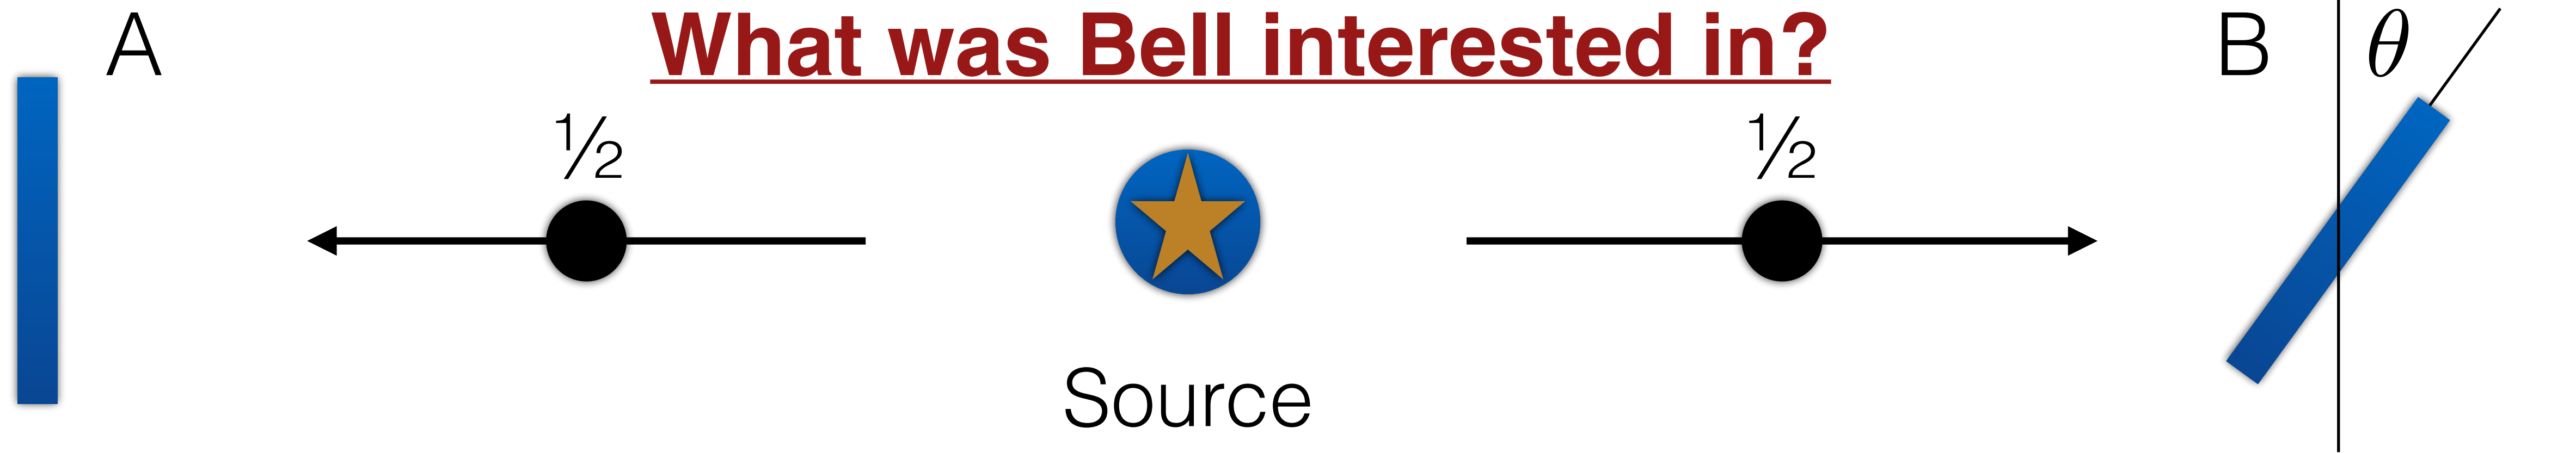 What was Bell interested in?
A
B
θ
½
½
Source